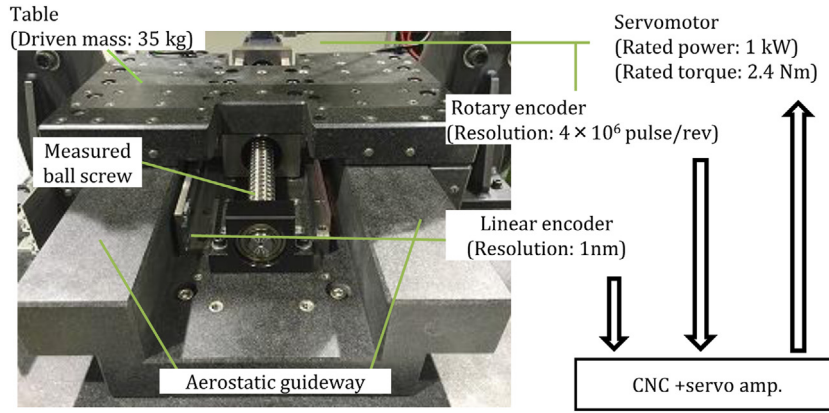 Table
(Driven mass: 35 kg)
Servomotor
(Rated power: 1 kW)
(Rated torque: 2.4 Nm)
Rotary encoder
(Resolution: 4×10⁶ pulse/rev)
Measured
ball screw
Linear encoder
(Resolution: 1nm)
Aerostatic guideway
CNC +servo amp.